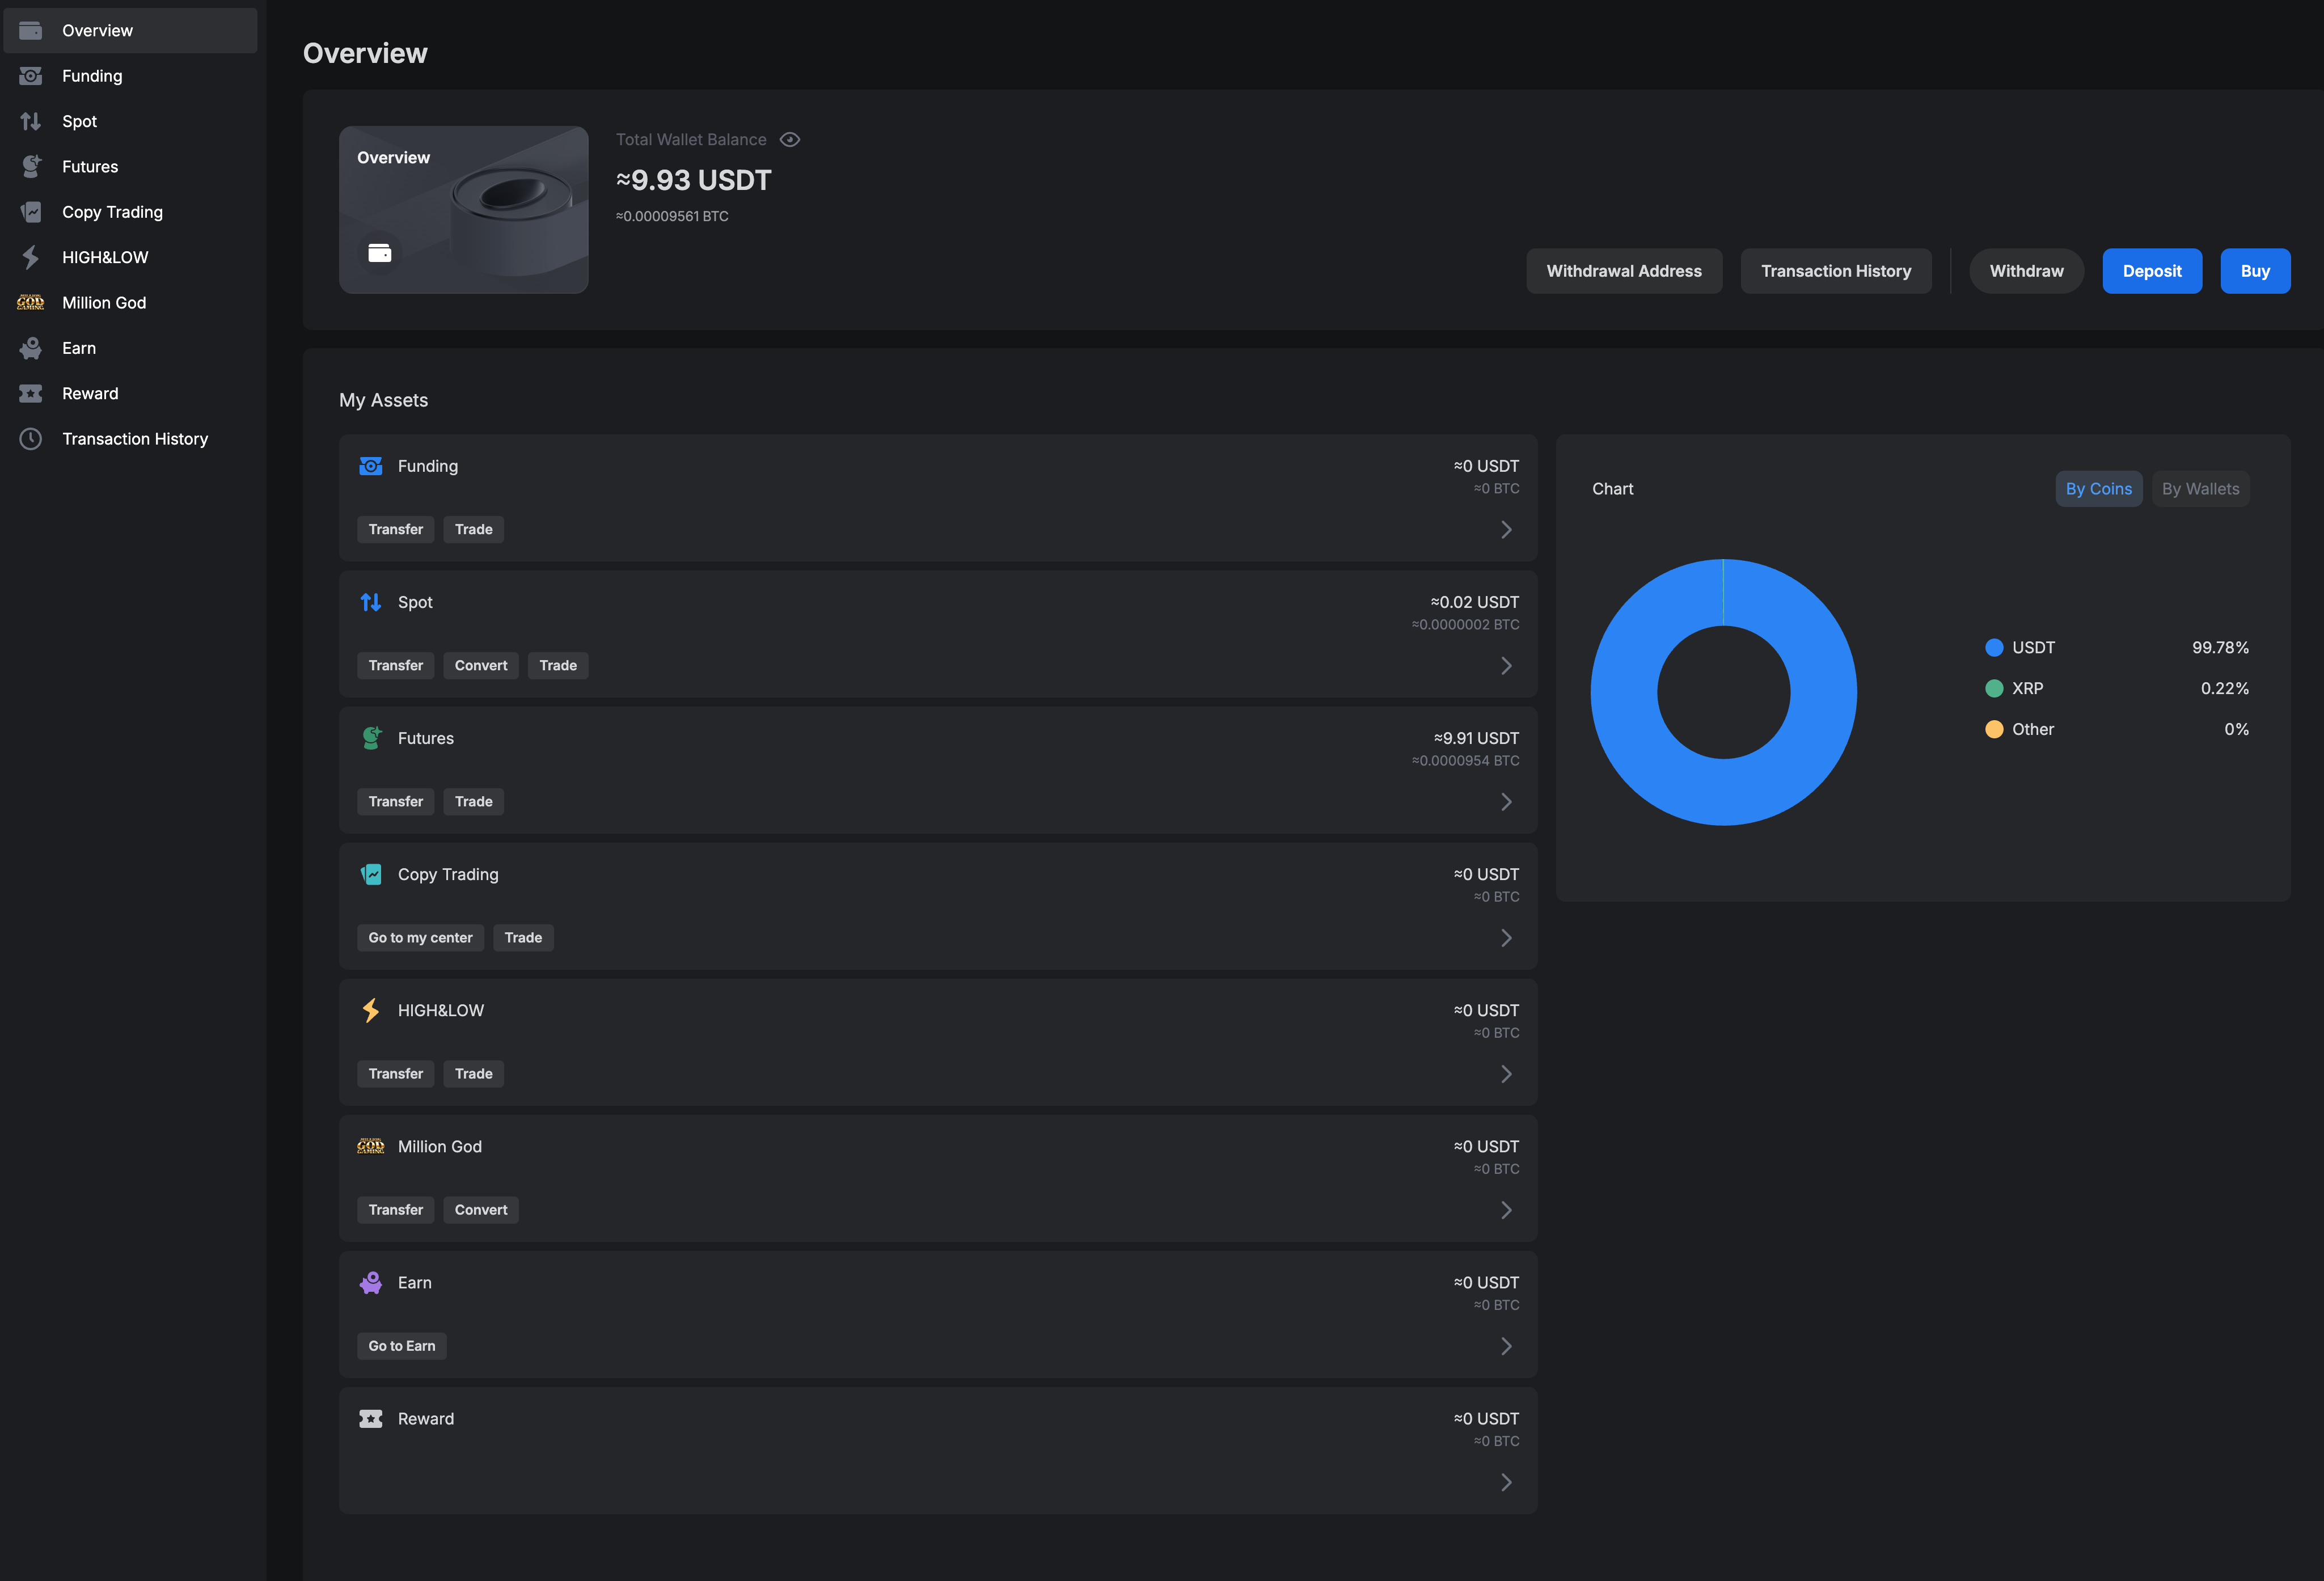 Overview
Funding
Spot
Futures
Copy Trading
HIGH&LOW
Million God
Earn
Reward
Transaction History
Overview
Overview
Total Wallet Balance
≈9.93 USDT
≈0.00009561 BTC
Withdrawal Address
Transaction History
Withdraw
Deposit
Buy
My Assets
Funding
≈0 USDT
≈0 BTC
Transfer
Trade
Spot
≈0.02 USDT
≈0.0000002 BTC
Transfer
Convert
Trade
Futures
≈9.91 USDT
≈0.0000954 BTC
Transfer
Trade
Copy Trading
≈0 USDT
≈0 BTC
Go to my center
Trade
HIGH&LOW
≈0 USDT
≈0 BTC
Transfer
Trade
MILLION
GOD
GAMING
Million God
≈0 USDT
≈0 BTC
Transfer
Convert
Earn
≈0 USDT
≈0 BTC
Go to Earn
Reward
≈0 USDT
≈0 BTC
Chart
By Coins
By Wallets
USDT 99.78%
XRP 0.22%
Other 0%